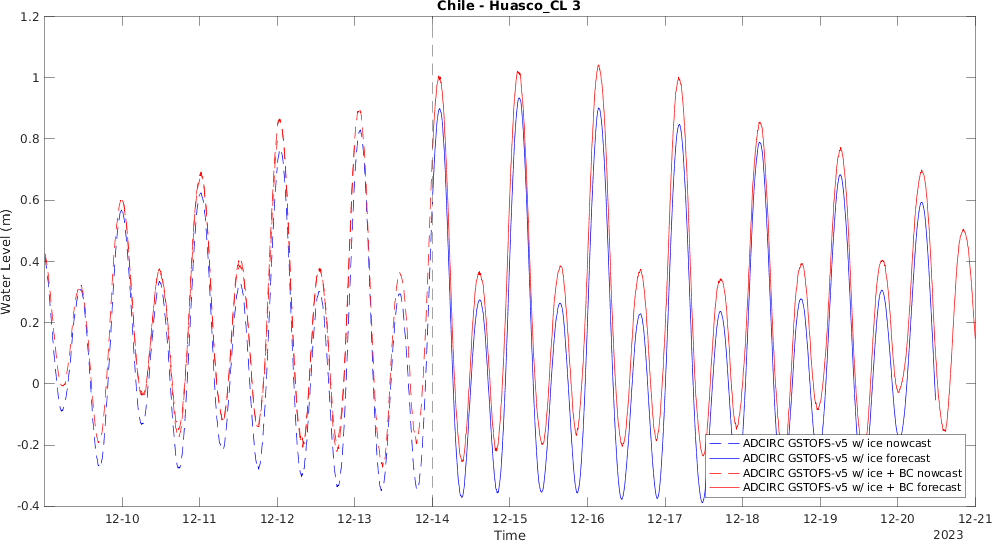 Chile - Huasco_CL 3
Water Level (m)
1.2
1
0.8
0.6
0.4
0.2
0
-0.2
-0.4
ADCIRC GSTOFS-v5 w/ ice nowcast
ADCIRC GSTOFS-v5 w/ ice forecast
ADCIRC GSTOFS-v5 w/ ice + BC nowcast
ADCIRC GSTOFS-v5 w/ ice + BC forecast
12-10 12-11 12-12 12-13 12-14 12-15 12-16 12-17 12-18 12-19 12-20 12-21
Time
2023